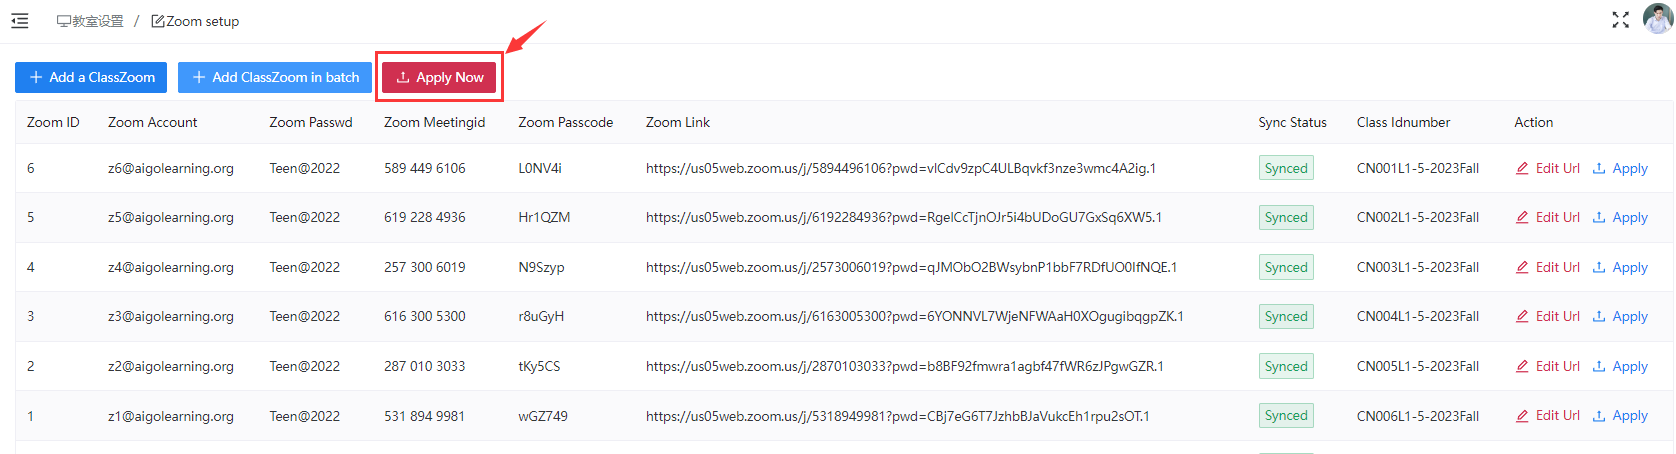 教室设置 / Zoom setup
Add a ClassZoom Add ClassZoom in batch Apply Now
Zoom ID Zoom Account Zoom Passwd Zoom Meetingid Zoom Passcode Zoom Link Sync Status Class Idnumber Action
6 z6@aigolearning.org Teen@2022 589 449 6106 L0NV4i https://us05web.zoom.us/j/5894496106?pwd=vlCdv9zpC4ULBqvkf3nze3wmc4A2ig.1 Synced CN001L1-5-2023Fall Edit Url Apply
5 z5@aigolearning.org Teen@2022 619 228 4936 Hr1QZM https://us05web.zoom.us/j/6192284936?pwd=RgelCcTjnOJr5i4bUDoGU7GxSq6XW5.1 Synced CN002L1-5-2023Fall Edit Url Apply
4 z4@aigolearning.org Teen@2022 257 300 6019 N9Szyp https://us05web.zoom.us/j/2573006019?pwd=qJMObO2BWsybnP1bbF7RDfUO0IfNQE.1 Synced CN003L1-5-2023Fall Edit Url Apply
3 z3@aigolearning.org Teen@2022 616 300 5300 r8uGyH https://us05web.zoom.us/j/6163005300?pwd=6YONNVL7WjeNFWAaH0XOgugibqgpZK.1 Synced CN004L1-5-2023Fall Edit Url Apply
2 z2@aigolearning.org Teen@2022 287 010 3033 tKy5CS https://us05web.zoom.us/j/2870103033?pwd=b8BF92fmwra1agbf47fWR6zJPgwGZR.1 Synced CN005L1-5-2023Fall Edit Url Apply
1 z1@aigolearning.org Teen@2022 531 894 9981 wGZ749 https://us05web.zoom.us/j/5318949981?pwd=CBj7eG6T7JzhbBJaVukcEh1rpu2sOT.1 Synced CN006L1-5-2023Fall Edit Url Apply